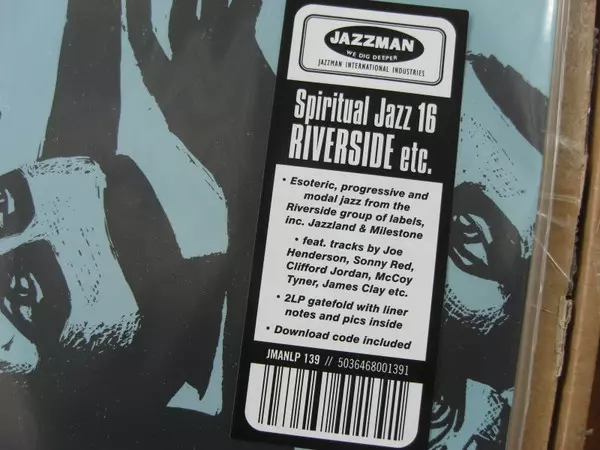 JAZZMAN
WE DIG DEEPER
JAZZMAN INTERNATIONAL INDUSTRIES
Spiritual Jazz 16
RIVERSIDE etc.
• Esoteric, progressive and
modal jazz from the
Riverside group of labels,
inc. Jazzland & Milestone
• feat. tracks by Joe
Henderson, Sonny Red,
Clifford Jordan, McCoy
Tyner, James Clay etc.
• 2LP gatefold with liner
notes and pics inside
• Download code included
JMANLP 139 // 5036468001391